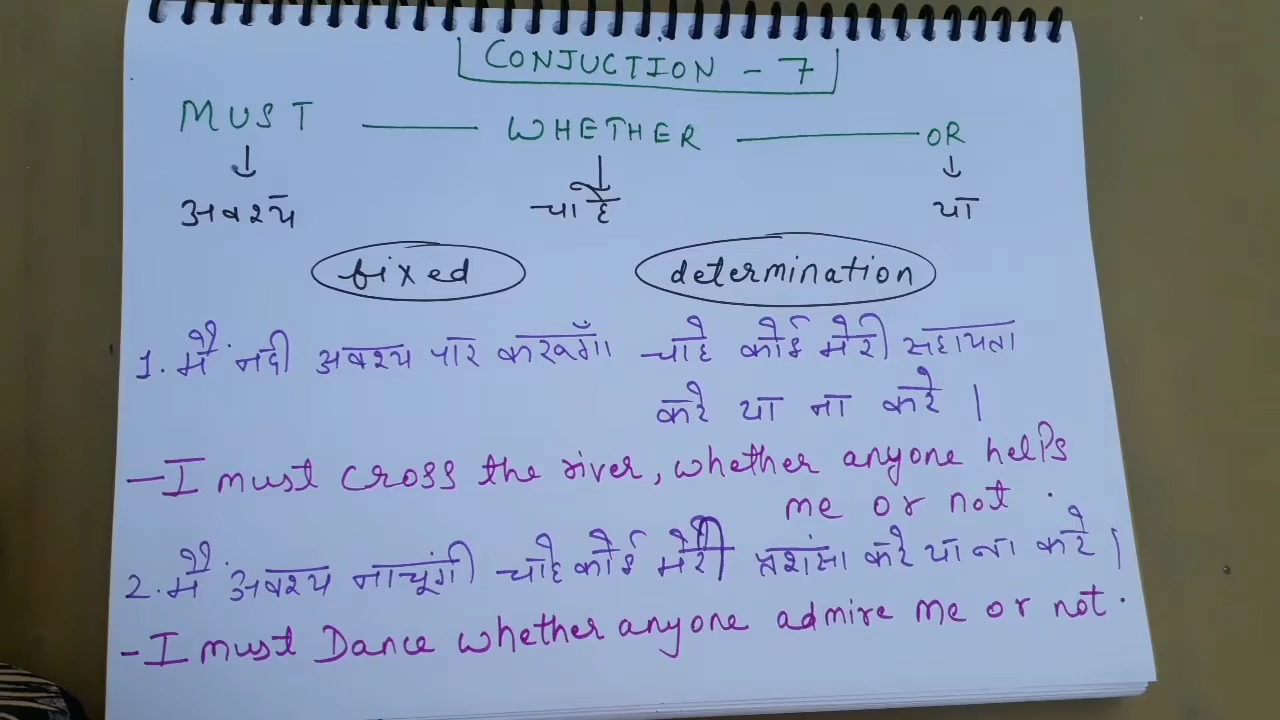 CONJUCTION - 7
MUST — WHETHER — OR
अवश्य चाहे या
fixed determination
1. मैं नदी अवश्य पार करूंगाँ चाहे कोई मेरी सहायता
करे या ना करे ।
- I must cross the river, whether anyone helps
me or not .
2. मैं अवश्य नाचूंगी चाहे कोई मेरी प्रशंसा करे या ना करे ।
- I must Dance whether anyone admire me or not .